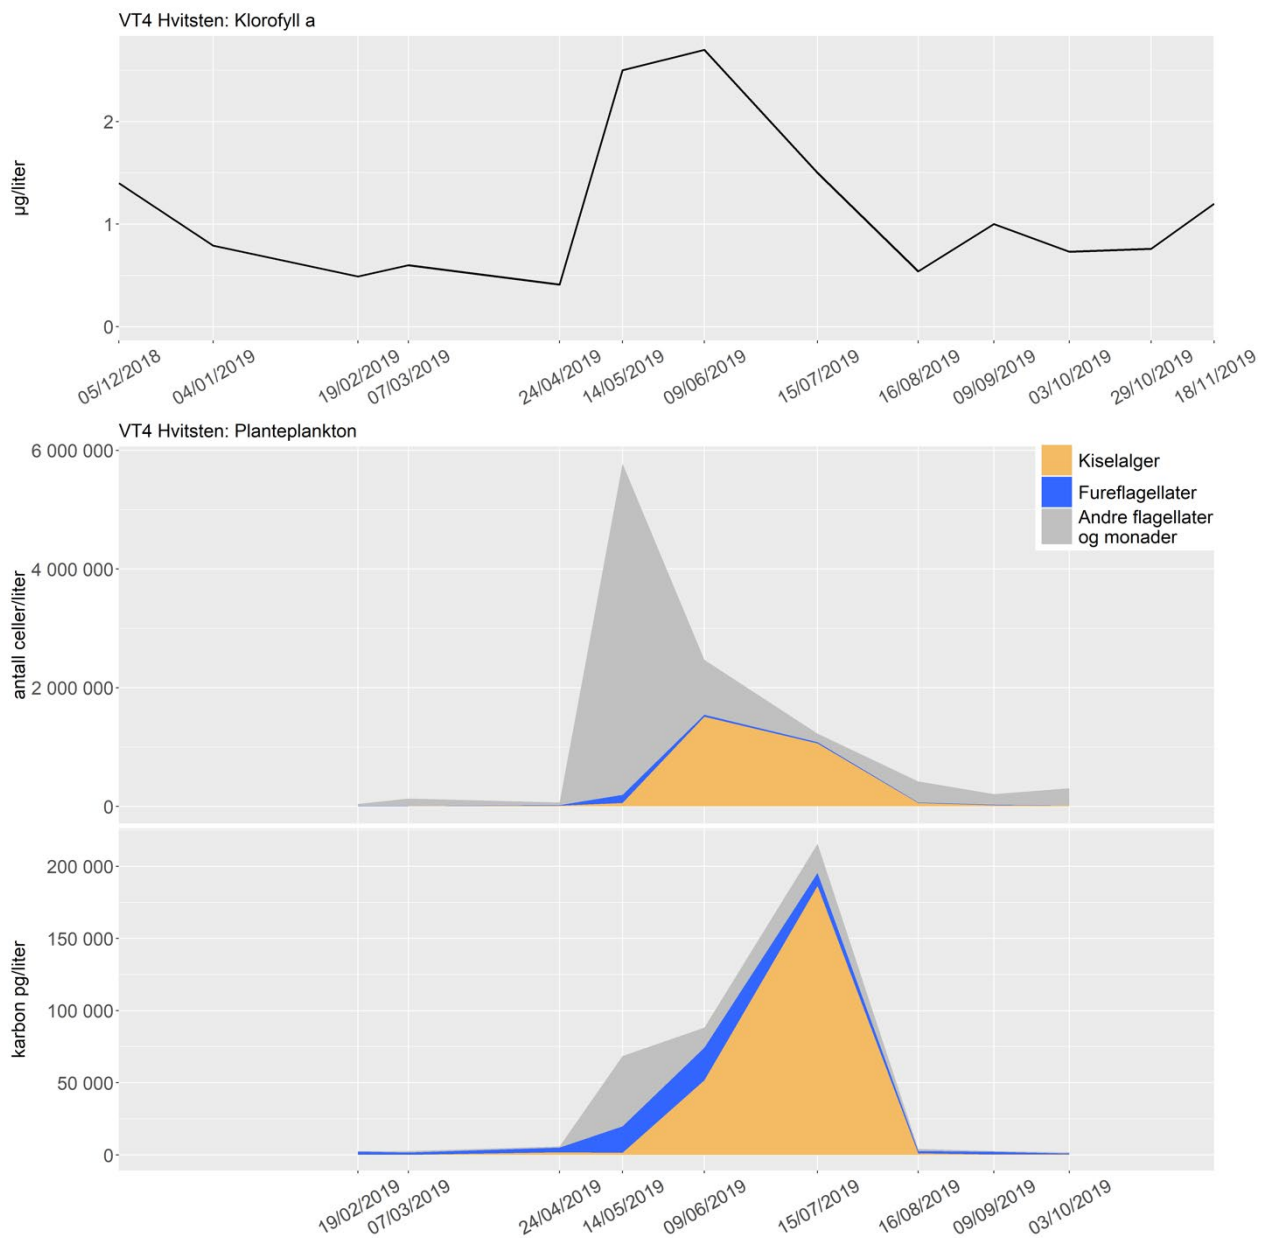 VT4 Hvitsten: Klorofyll a
µg/liter
2
1
0
05/12/2018
04/01/2019
19/02/2019
07/03/2019
24/04/2019
14/05/2019
09/06/2019
15/07/2019
16/08/2019
09/09/2019
03/10/2019
29/10/2019
18/11/2019
VT4 Hvitsten: Planteplankton
antall celler/liter
6 000 000
4 000 000
2 000 000
0
Kiselalger
Fureflagellater
Andre flagellater
og monader
karbon pg/liter
200 000
150 000
100 000
50 000
0
19/02/2019
07/03/2019
24/04/2019
14/05/2019
09/06/2019
15/07/2019
16/08/2019
09/09/2019
03/10/2019